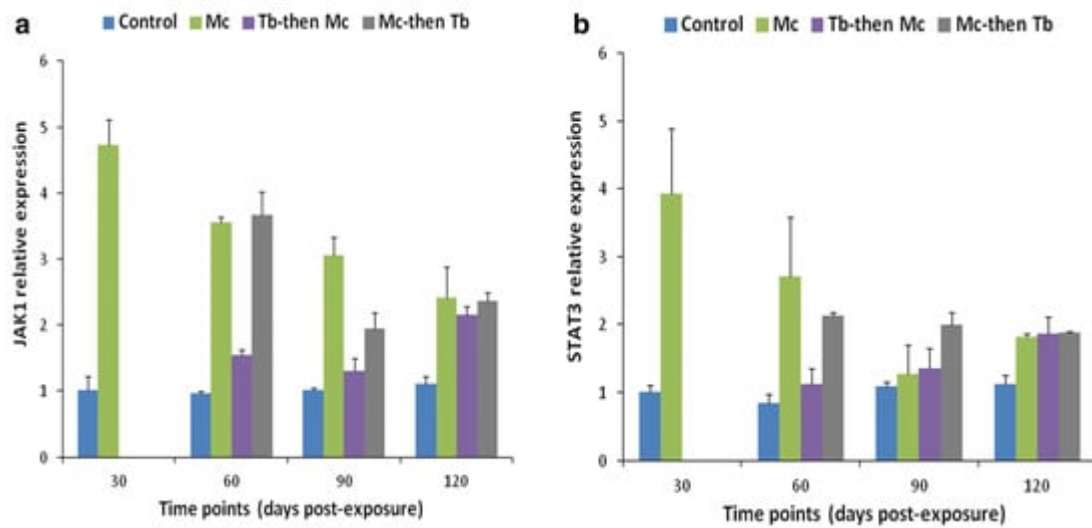 a
Control Mc Tb-then Mc Mc-then Tb
JAK1 relative expression
6
5
4
3
2
1
0
30 60 90 120
Time points (days post-exposure)
b
Control Mc Tb-then Mc Mc-then Tb
STAT3 relative expression
6
5
4
3
2
1
0
30 60 90 120
Time points (days post-exposure)